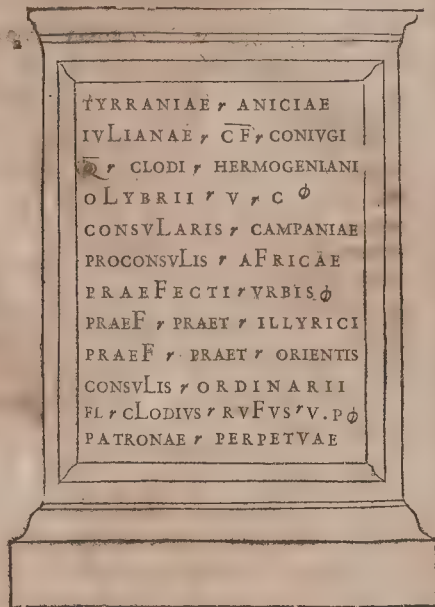 TYRRANIAE r ANICIAE
IVLIANAE r C̅F̅ r CONIVGI
Q r CLODI r HERMOGENIANI
OLYBRII r V r C
CONSVLARIS r CAMPANIAE
PROCONSVLIS r AFRICAE
PRAEFECTI r VRBIS
PRAEF r PRAET r ILLYRICI
PRAEF r PRAET r ORIENTIS
CONSVLIS r ORDINARII
FL r CLODIVS r RVFVS r V . P
PATRONAE r PERPETVAE